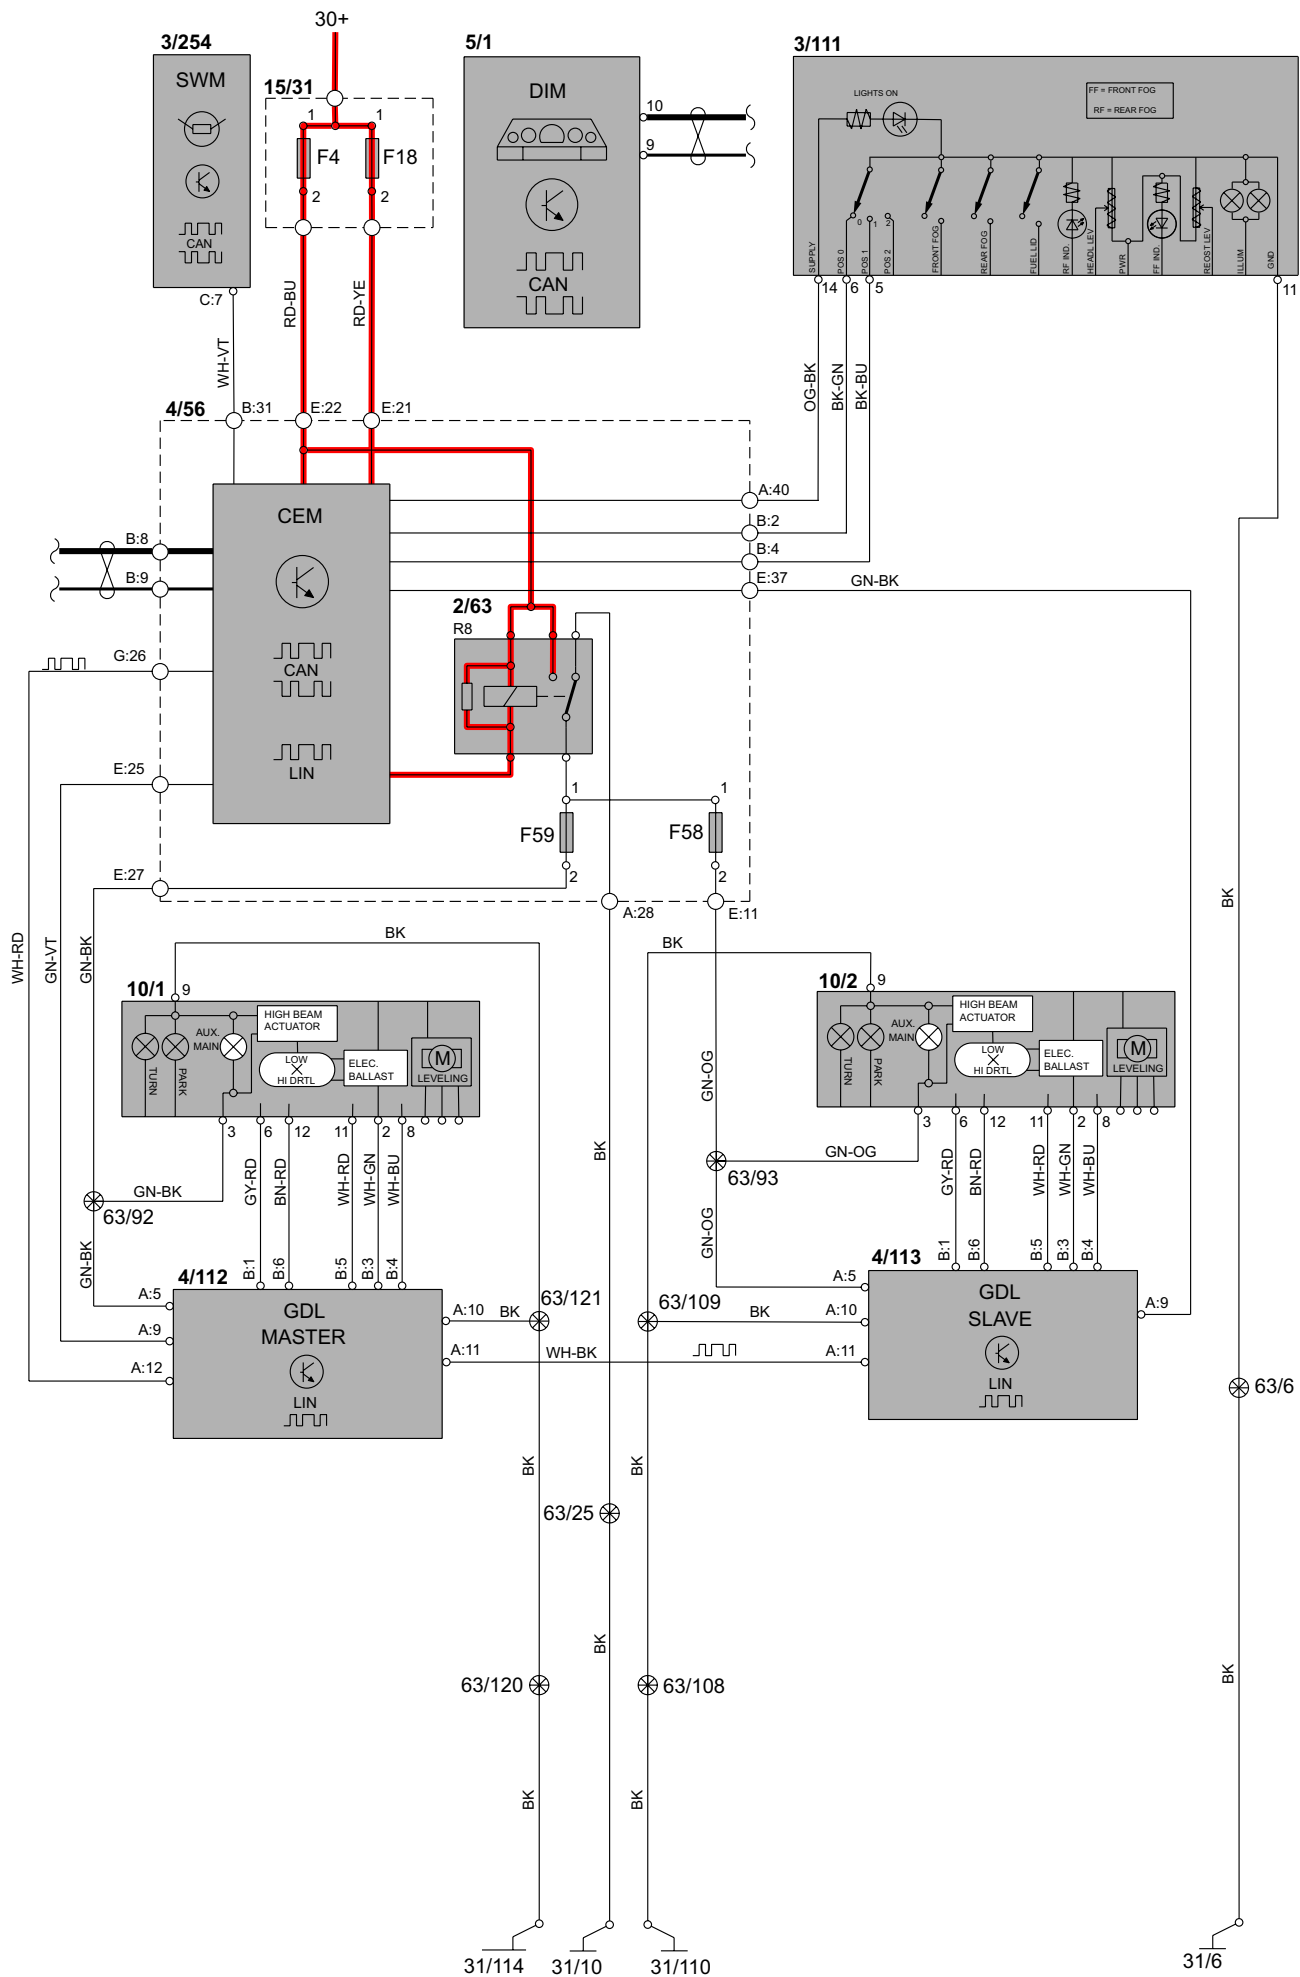 30+
3/254
SWM
CAN
C:7
15/31
1
1
F4
F18
2
2
5/1
DIM
CAN
10
9
3/111
LIGHTS ON
FF = FRONT FOG
RF = REAR FOG
0
1
2
SUPPLY
POS 0
POS 1
POS 2
FRONT FOG
REAR FOG
FUEL LID
RF IND.
HEADL LEV
PWR
FF IND.
REOST LEV
ILLUM
GND
14
6
5
11
WH-VT
RD-BU
RD-YE
OG-BK
BK-GN
BK-BU
4/56
B:31
E:22
E:21
CEM
CAN
LIN
A:40
B:2
B:4
E:37
GN-BK
B:8
B:9
G:26
E:25
E:27
2/63
R8
1
1
F59
F58
2
2
A:28
E:11
WH-RD
GN-VT
GN-BK
BK
BK
BK
10/1
9
HIGH BEAM
ACTUATOR
AUX.
MAIN
LOW
HI DRTL
ELEC.
BALLAST
M
LEVELING
TURN
PARK
3
6
12
11
2
8
10/2
9
HIGH BEAM
ACTUATOR
AUX.
MAIN
LOW
HI DRTL
ELEC.
BALLAST
M
LEVELING
TURN
PARK
3
6
12
11
2
8
GN-OG
BK
GN-BK
63/92
GY-RD
BN-RD
WH-RD
WH-GN
WH-BU
GN-OG
63/93
GY-RD
BN-RD
WH-RD
WH-GN
WH-BU
GN-BK
GN-OG
B:1
B:6
B:5
B:3
B:4
B:1
B:6
B:5
B:3
B:4
4/112
GDL
MASTER
LIN
A:5
A:9
A:12
A:10
BK
63/121
A:11
WH-BK
63/109
BK
4/113
GDL
SLAVE
LIN
A:5
A:10
A:11
A:9
63/6
BK
BK
63/25
BK
BK
63/120
63/108
BK
BK
31/114
31/10
31/110
31/6